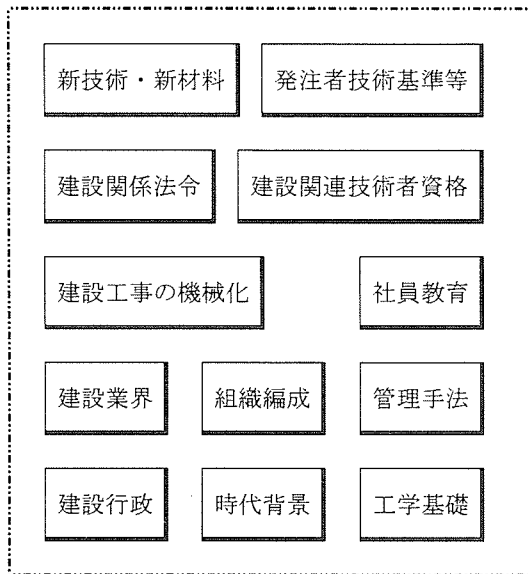 新技術・新材料 発注者技術基準等
建設関係法令 建設関連技術者資格
建設工事の機械化 社員教育
建設業界 組織編成 管理手法
建設行政 時代背景 工学基礎